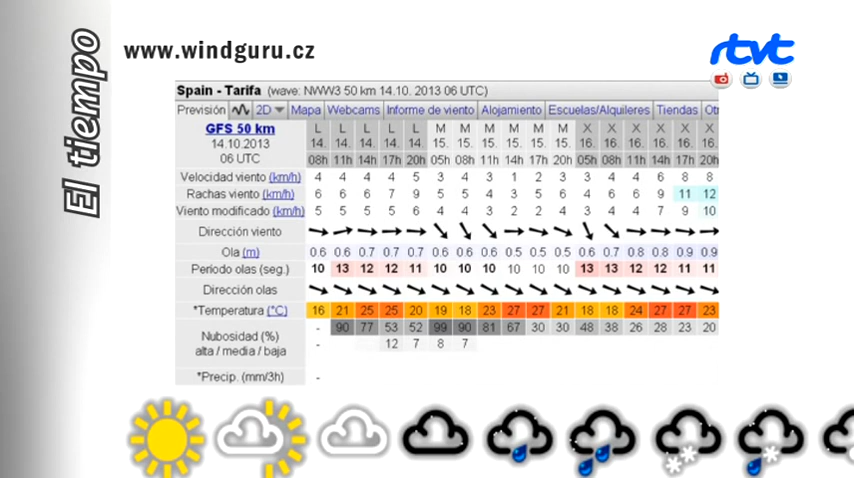 El tiempo
www.windguru.cz
rtvt
Spain - Tarifa (wave: NWW3 50 km 14.10. 2013 06 UTC)
Previsión 2D Mapa Webcams Informe de viento Alojamiento Escuelas/Alquileres Tiendas Otr
GFS 50 km L L L L L M M M M M M X X X X X X
14.10.2013 14. 14. 14. 14. 14. 15. 15. 15. 15. 15. 15. 16. 16. 16. 16. 16. 16.
06 UTC 08h 11h 14h 17h 20h 05h 08h 11h 14h 17h 20h 05h 08h 11h 14h 17h 20h
Velocidad viento (km/h) 4 4 4 4 5 3 4 3 1 2 3 3 4 4 6 8 8
Rachas viento (km/h) 6 6 6 7 9 5 5 4 3 5 6 4 6 6 9 11 12
Viento modificado (km/h) 5 5 5 5 6 4 4 3 2 2 4 3 4 4 7 9 10
Dirección viento
Ola (m) 0.6 0.6 0.7 0.7 0.7 0.6 0.6 0.6 0.5 0.5 0.5 0.6 0.7 0.8 0.8 0.9 0.9
Periodo olas (seg.) 10 13 12 12 11 10 10 10 10 10 10 13 13 12 12 11 11
Dirección olas
*Temperatura (°C) 16 21 25 25 20 19 18 23 27 27 21 18 18 24 27 27 23
Nubosidad (%) - 90 77 53 52 99 90 81 67 30 30 48 38 26 28 23 20
alta / media / baja - 12 7 8 7
*Precip. (mm/3h) -